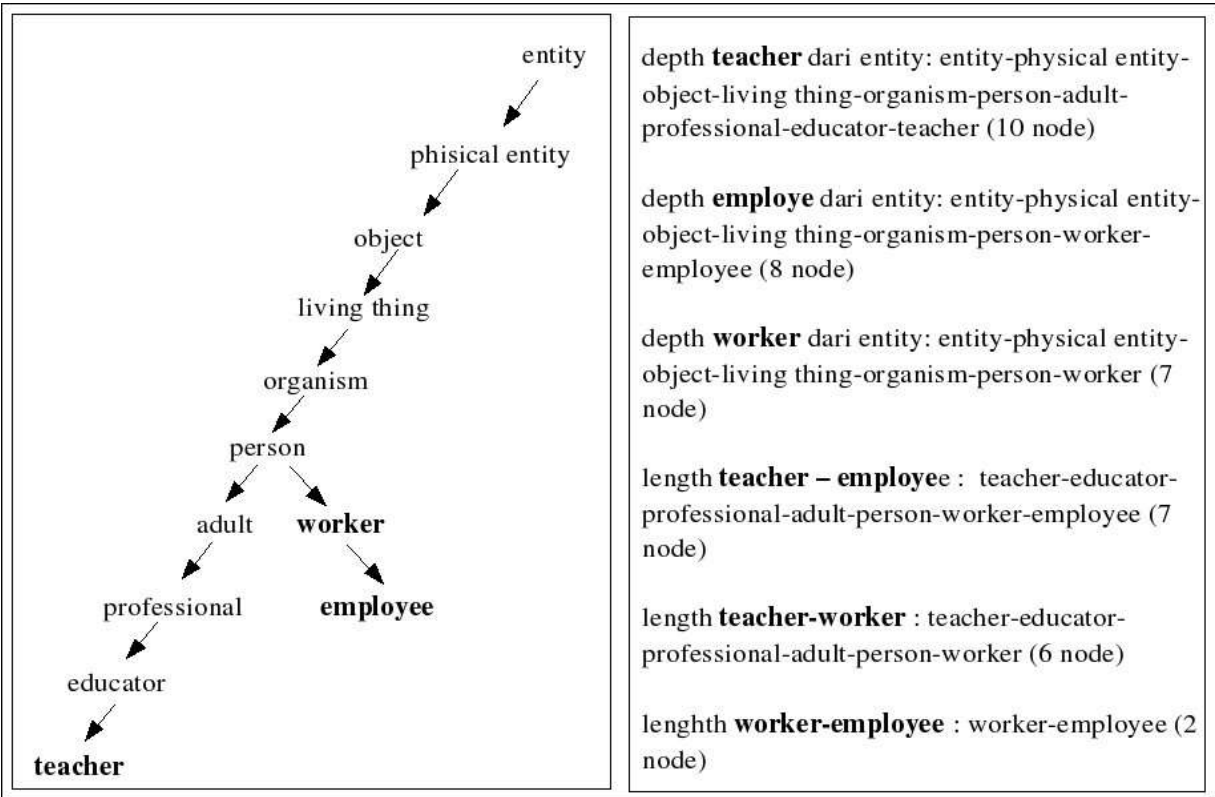 entity
phisical entity
object
living thing
organism
person
adult worker
professional employee
educator
teacher
depth teacher dari entity: entity-physical entity-
object-living thing-organism-person-adult-
professional-educator-teacher (10 node)
depth employe dari entity: entity-physical entity-
object-living thing-organism-person-worker-
employee (8 node)
depth worker dari entity: entity-physical entity-
object-living thing-organism-person-worker (7
node)
length teacher – employee : teacher-educator-
professional-adult-person-worker-employee (7
node)
length teacher-worker : teacher-educator-
professional-adult-person-worker (6 node)
lenghth worker-employee : worker-employee (2
node)